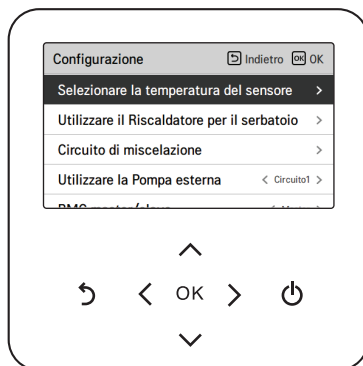 Configurazione Indietro OK OK
Selezionare la temperatura del sensore >
Utilizzare il Riscaldatore per il serbatoio >
Circuito di miscelazione >
Utilizzare la Pompa esterna < Circuito1 >
OK